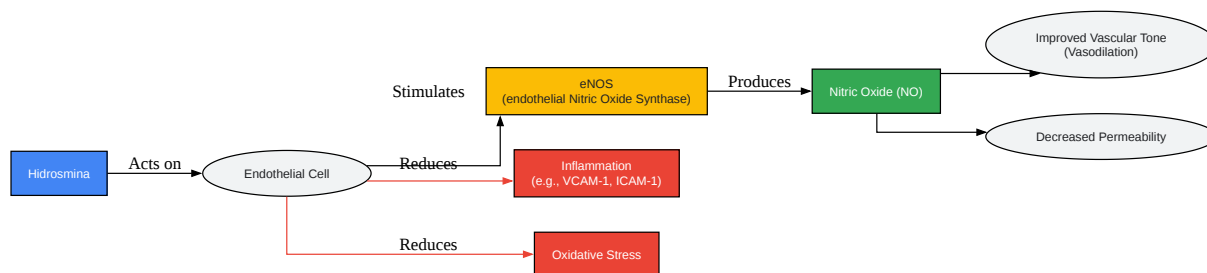 Hidrosmina
Acts on
Endothelial Cell
Stimulates
eNOS
(endothelial Nitric Oxide Synthase)
Produces
Nitric Oxide (NO)
Improved Vascular Tone
(Vasodilation)
Decreased Permeability
Reduces
Inflammation
(e.g., VCAM-1, ICAM-1)
Reduces
Oxidative Stress